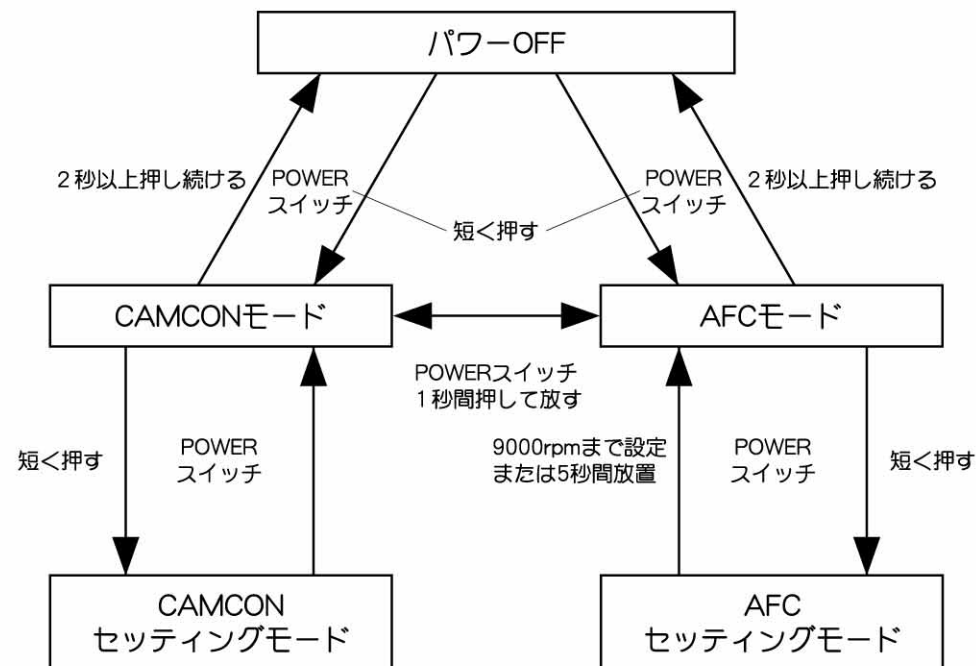 パワーOFF
2秒以上押し続ける
POWER
スイッチ
短く押す
POWER
スイッチ
2秒以上押し続ける
CAMCONモード
AFCモード
POWERスイッチ
1秒間押して放す
短く押す
POWER
スイッチ
9000rpmまで設定
または5秒間放置
POWER
スイッチ
短く押す
CAMCON
セッティングモード
AFC
セッティングモード